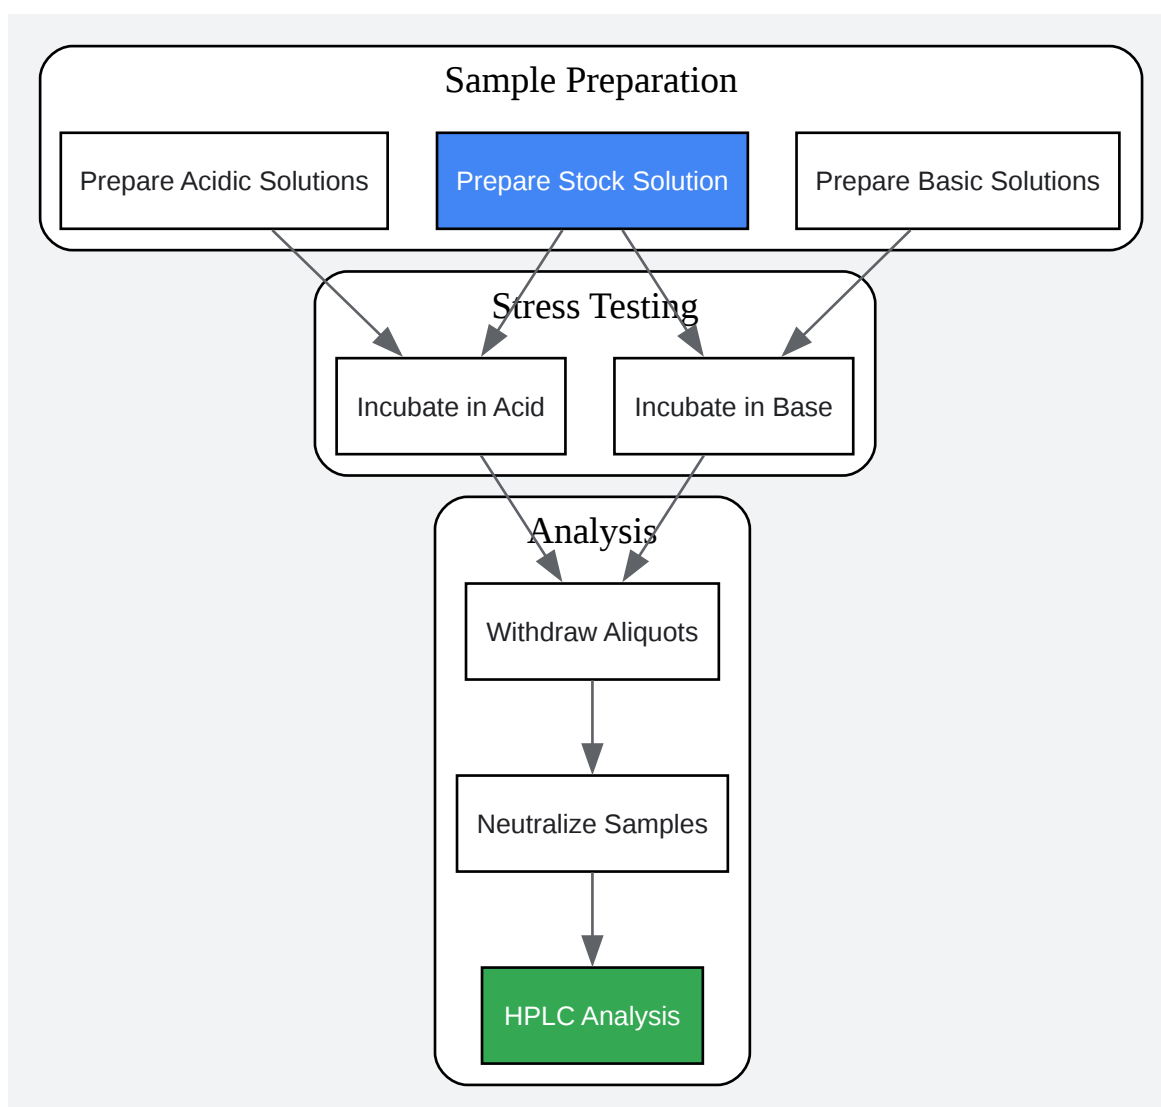 Sample Preparation
Prepare Acidic Solutions
Prepare Stock Solution
Prepare Basic Solutions
Stress Testing
Incubate in Acid
Incubate in Base
Analysis
Withdraw Aliquots
Neutralize Samples
HPLC Analysis